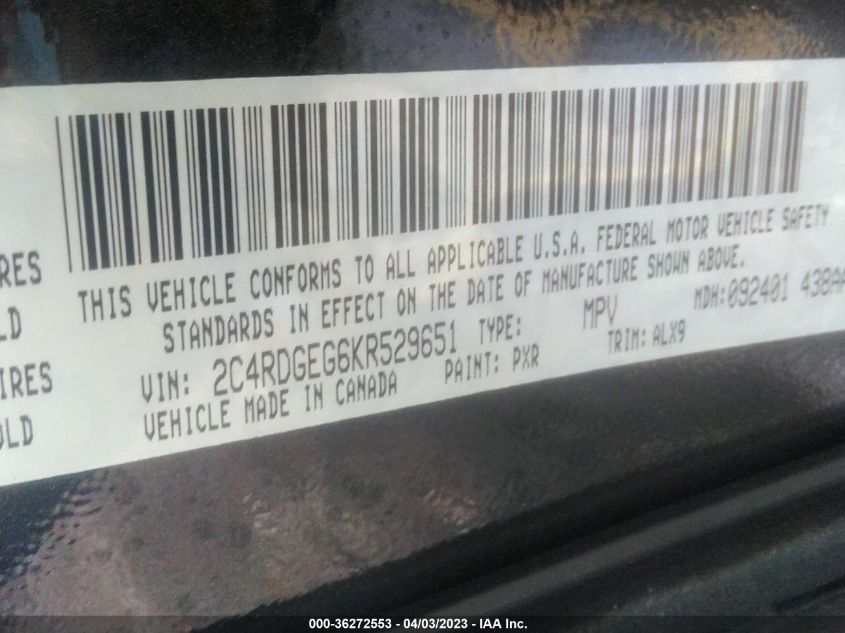 RES
LD
IRES
OLD
THIS VEHICLE CONFORMS TO ALL APPLICABLE U.S.A. FEDERAL MOTOR VEHICLE SAFETY
STANDARDS IN EFFECT ON THE DATE OF MANUFACTURE SHOWN ABOVE.
VIN: 2C4RDGEG6KR529651 TYPE: MPV MDH:092401 438AA
VEHICLE MADE IN CANADA PAINT: PXR TRIM: ALX9
000-36272553 - 04/03/2023 - IAA Inc.